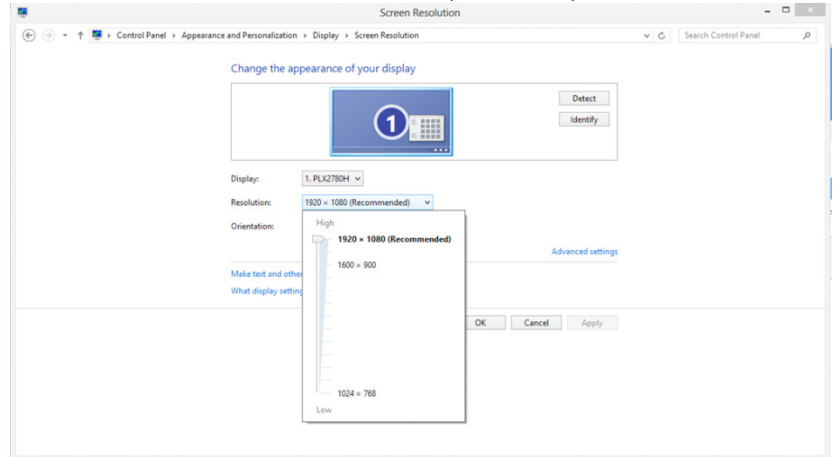 Screen Resolution
Control Panel Appearance and Personalization Display Screen Resolution
Search Control Panel
Change the appearance of your display
1
Detect
Identify
Display: 1. PLX2780H
Resolution: 1920 × 1080 (Recommended)
Orientation:
High
1920 × 1080 (Recommended)
Advanced settings
1600 × 900
Make text and other
What display setting
OK Cancel Apply
1024 × 768
Low